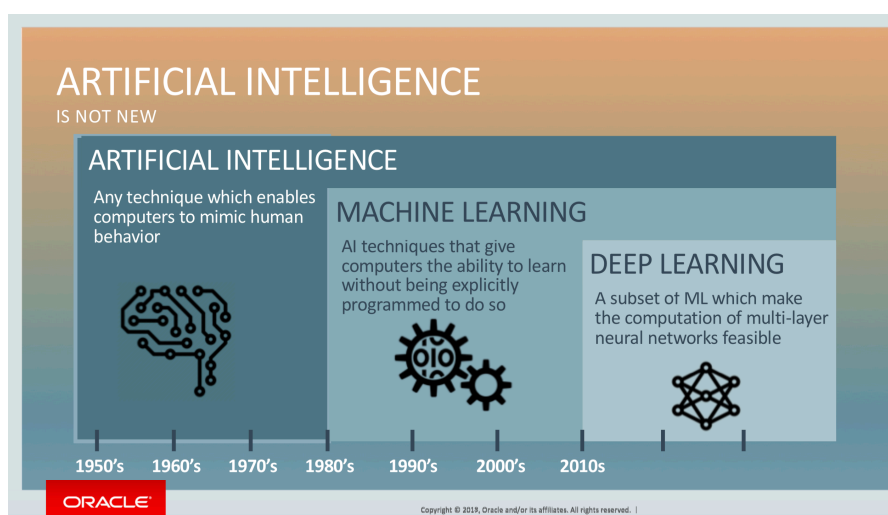 ARTIFICIAL INTELLIGENCE
IS NOT NEW
ARTIFICIAL INTELLIGENCE
Any technique which enables
computers to mimic human
behavior
MACHINE LEARNING
AI techniques that give
computers the ability to learn
without being explicitly
programmed to do so
DEEP LEARNING
A subset of ML which make
the computation of multi-layer
neural networks feasible
1950's 1960's 1970's 1980's 1990's 2000's 2010s
ORACLE
Copyright © 2019, Oracle and/or its affiliates. All rights reserved. |